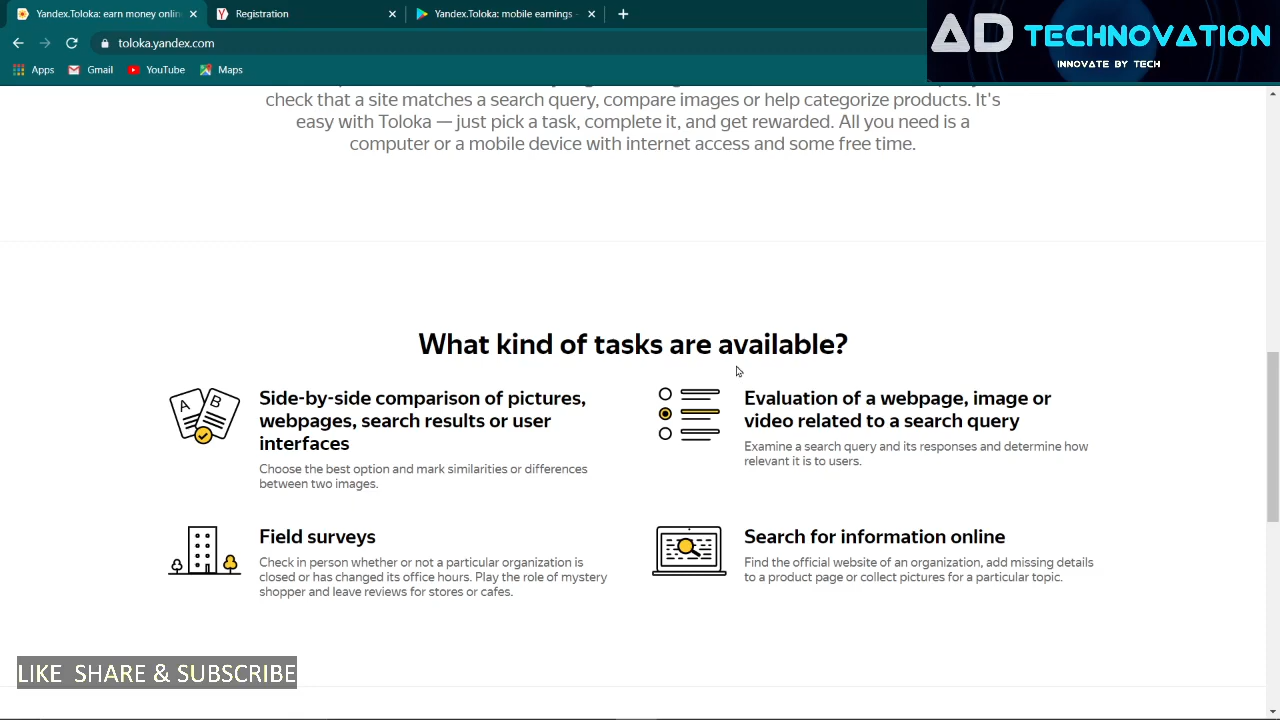 Yandex.Toloka: earn money onlin
Registration
Yandex.Toloka: mobile earnings -
toloka.yandex.com
Apps
Gmail
YouTube
Maps
AD TECHNOVATION
INNOVATE BY TECH
check that a site matches a search query, compare images or help categorize products. It's
easy with Toloka — just pick a task, complete it, and get rewarded. All you need is a
computer or a mobile device with internet access and some free time.
What kind of tasks are available?
A
B
Side-by-side comparison of pictures,
webpages, search results or user
interfaces
Choose the best option and mark similarities or differences
between two images.
Evaluation of a webpage, image or
video related to a search query
Examine a search query and its responses and determine how
relevant it is to users.
Field surveys
Check in person whether or not a particular organization is
closed or has changed its office hours. Play the role of mystery
shopper and leave reviews for stores or cafes.
Search for information online
Find the official website of an organization, add missing details
to a product page or collect pictures for a particular topic.
LIKE SHARE & SUBSCRIBE